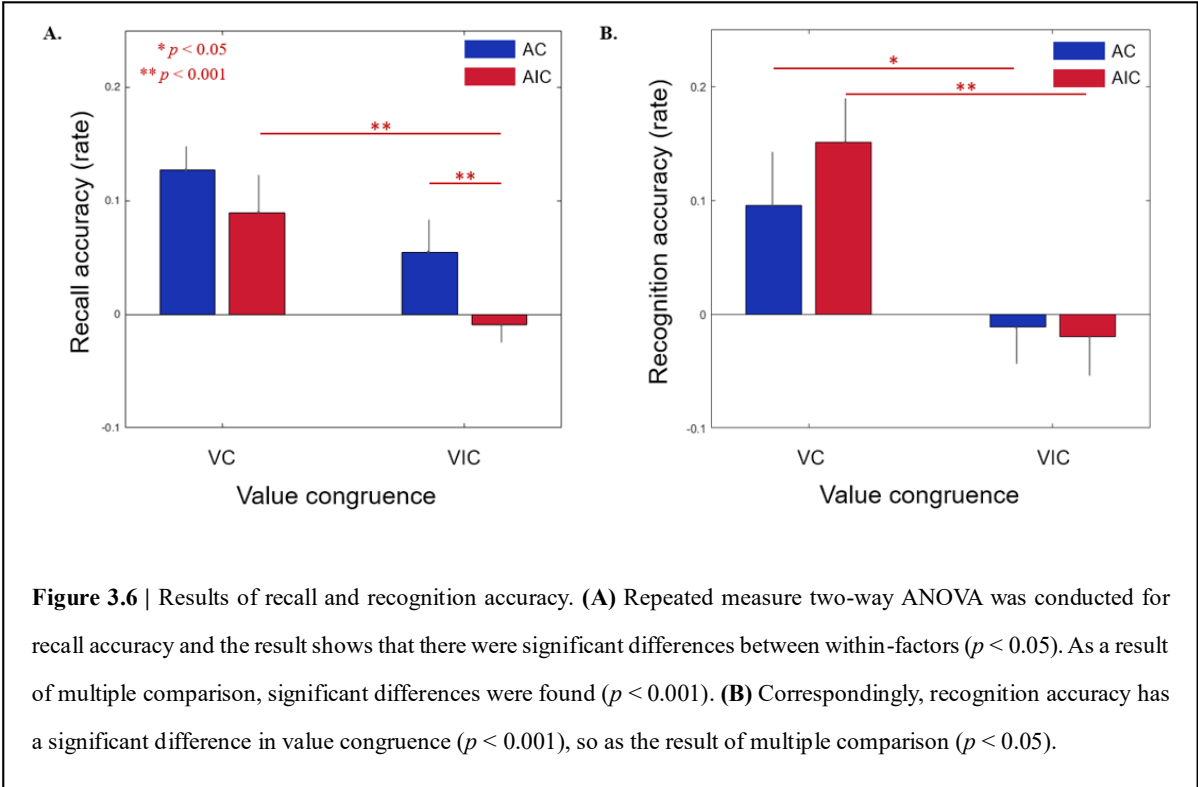 A.
* p < 0.05
** p < 0.001
AC
AIC
**
**
0.2
0.1
0
-0.1
Recall accuracy (rate)
VC
VIC
Value congruence
B.
AC
AIC
*
**
0.2
0.1
0
-0.1
Recognition accuracy (rate)
VC
VIC
Value congruence
Figure 3.6 | Results of recall and recognition accuracy. (A) Repeated measure two-way ANOVA was conducted for
recall accuracy and the result shows that there were significant differences between within-factors (p < 0.05). As a result
of multiple comparison, significant differences were found (p < 0.001). (B) Correspondingly, recognition accuracy has
a significant difference in value congruence (p < 0.001), so as the result of multiple comparison (p < 0.05).